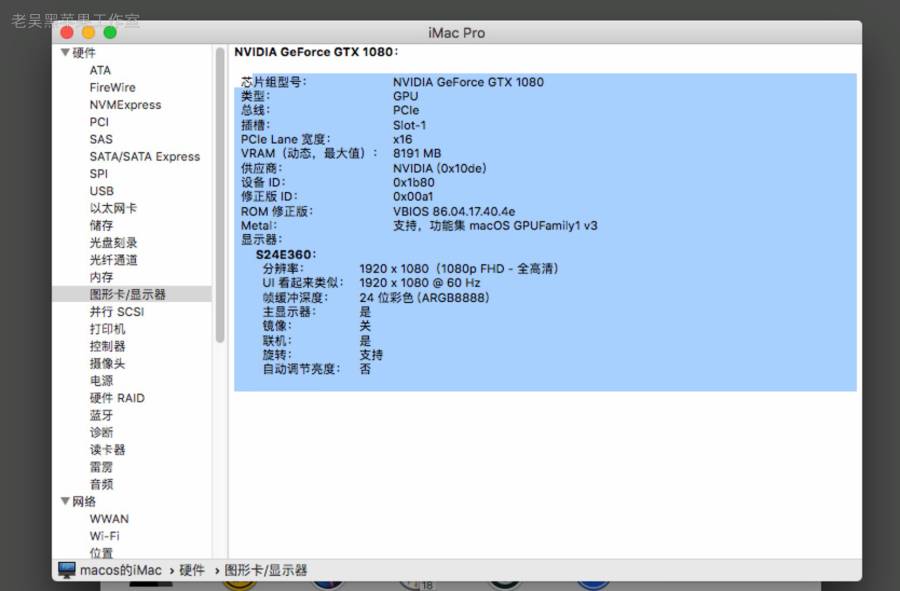 老吴黑苹果工作室
iMac Pro
硬件
ATA
FireWire
NVMExpress
PCI
SAS
SATA/SATA Express
SPI
USB
以太网卡
储存
光盘刻录
光纤通道
内存
图形卡/显示器
并行 SCSI
打印机
控制器
摄像头
电源
硬件 RAID
蓝牙
诊断
读卡器
雷雳
音频
网络
WWAN
Wi-Fi
位置
NVIDIA GeForce GTX 1080:
芯片组型号: NVIDIA GeForce GTX 1080
类型: GPU
总线: PCIe
插槽: Slot-1
PCIe Lane 宽度: x16
VRAM（动态，最大值）: 8191 MB
供应商: NVIDIA (0x10de)
设备 ID: 0x1b80
修正版 ID: 0x00a1
ROM 修正版: VBIOS 86.04.17.40.4e
Metal: 支持，功能集 macOS GPUFamily1 v3
显示器:
S24E360:
分辨率: 1920 x 1080（1080p FHD - 全高清）
UI 看起来类似: 1920 x 1080 @ 60 Hz
帧缓冲深度: 24 位彩色 (ARGB8888)
主显示器: 是
镜像: 关
联机: 是
旋转: 支持
自动调节亮度: 否
macos的iMac › 硬件 › 图形卡/显示器
18